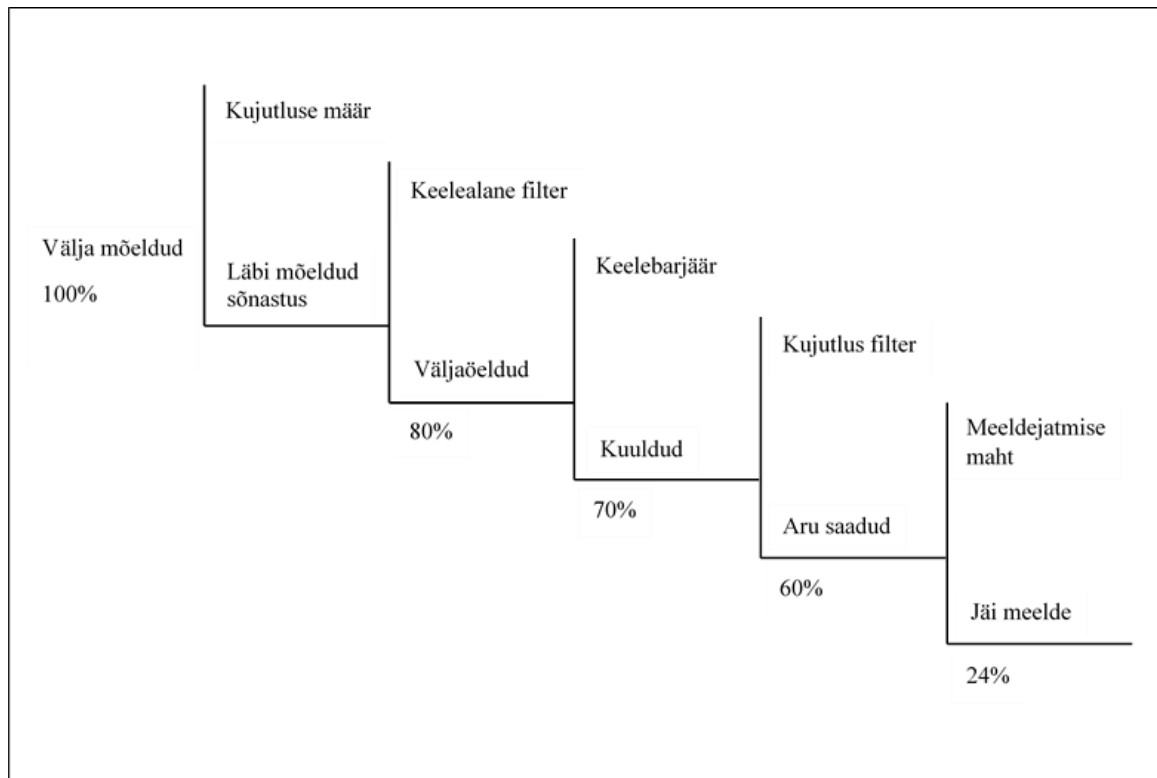 Kujutluse määr
Keelealane filter
Välja mõeldud
100%
Läbi mõeldud
sõnastus
Keelebarjäär
Väljaöeldud
80%
Kujutlus filter
Kuuldud
70%
Meeldejatmise
maht
Aru saadud
60%
Jäi meelde
24%